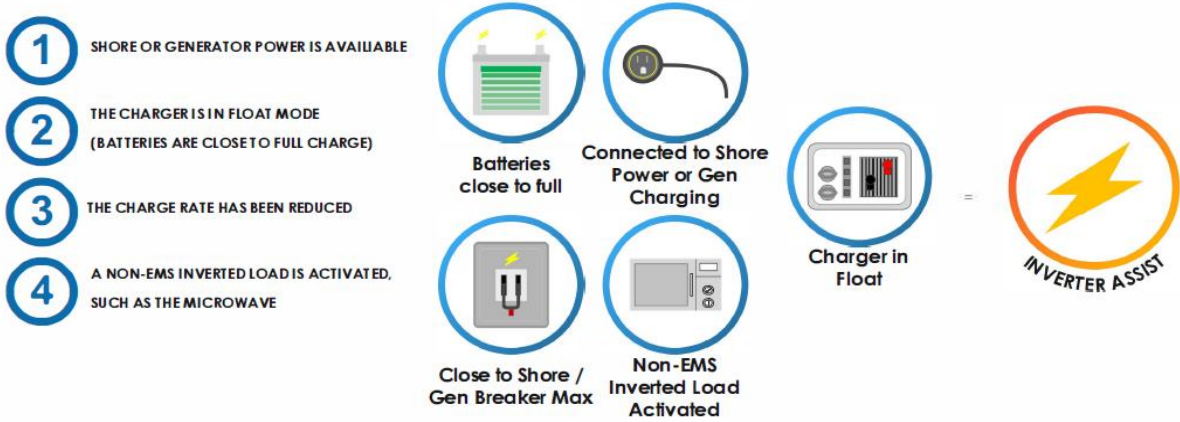 1
SHORE OR GENERATOR POWER IS AVAILIABLE
2
THE CHARGER IS IN FLOAT MODE
(BATTERIES ARE CLOSE TO FULL CHARGE)
3
THE CHARGE RATE HAS BEEN REDUCED
4
A NON-EMS INVERTED LOAD IS ACTIVATED,
SUCH AS THE MICROWAVE
Batteries
close to full
Connected to Shore
Power or Gen
Charging
Close to Shore /
Gen Breaker Max
Non-EMS
Inverted Load
Activated
Charger in
Float
=
INVERTER ASSIST